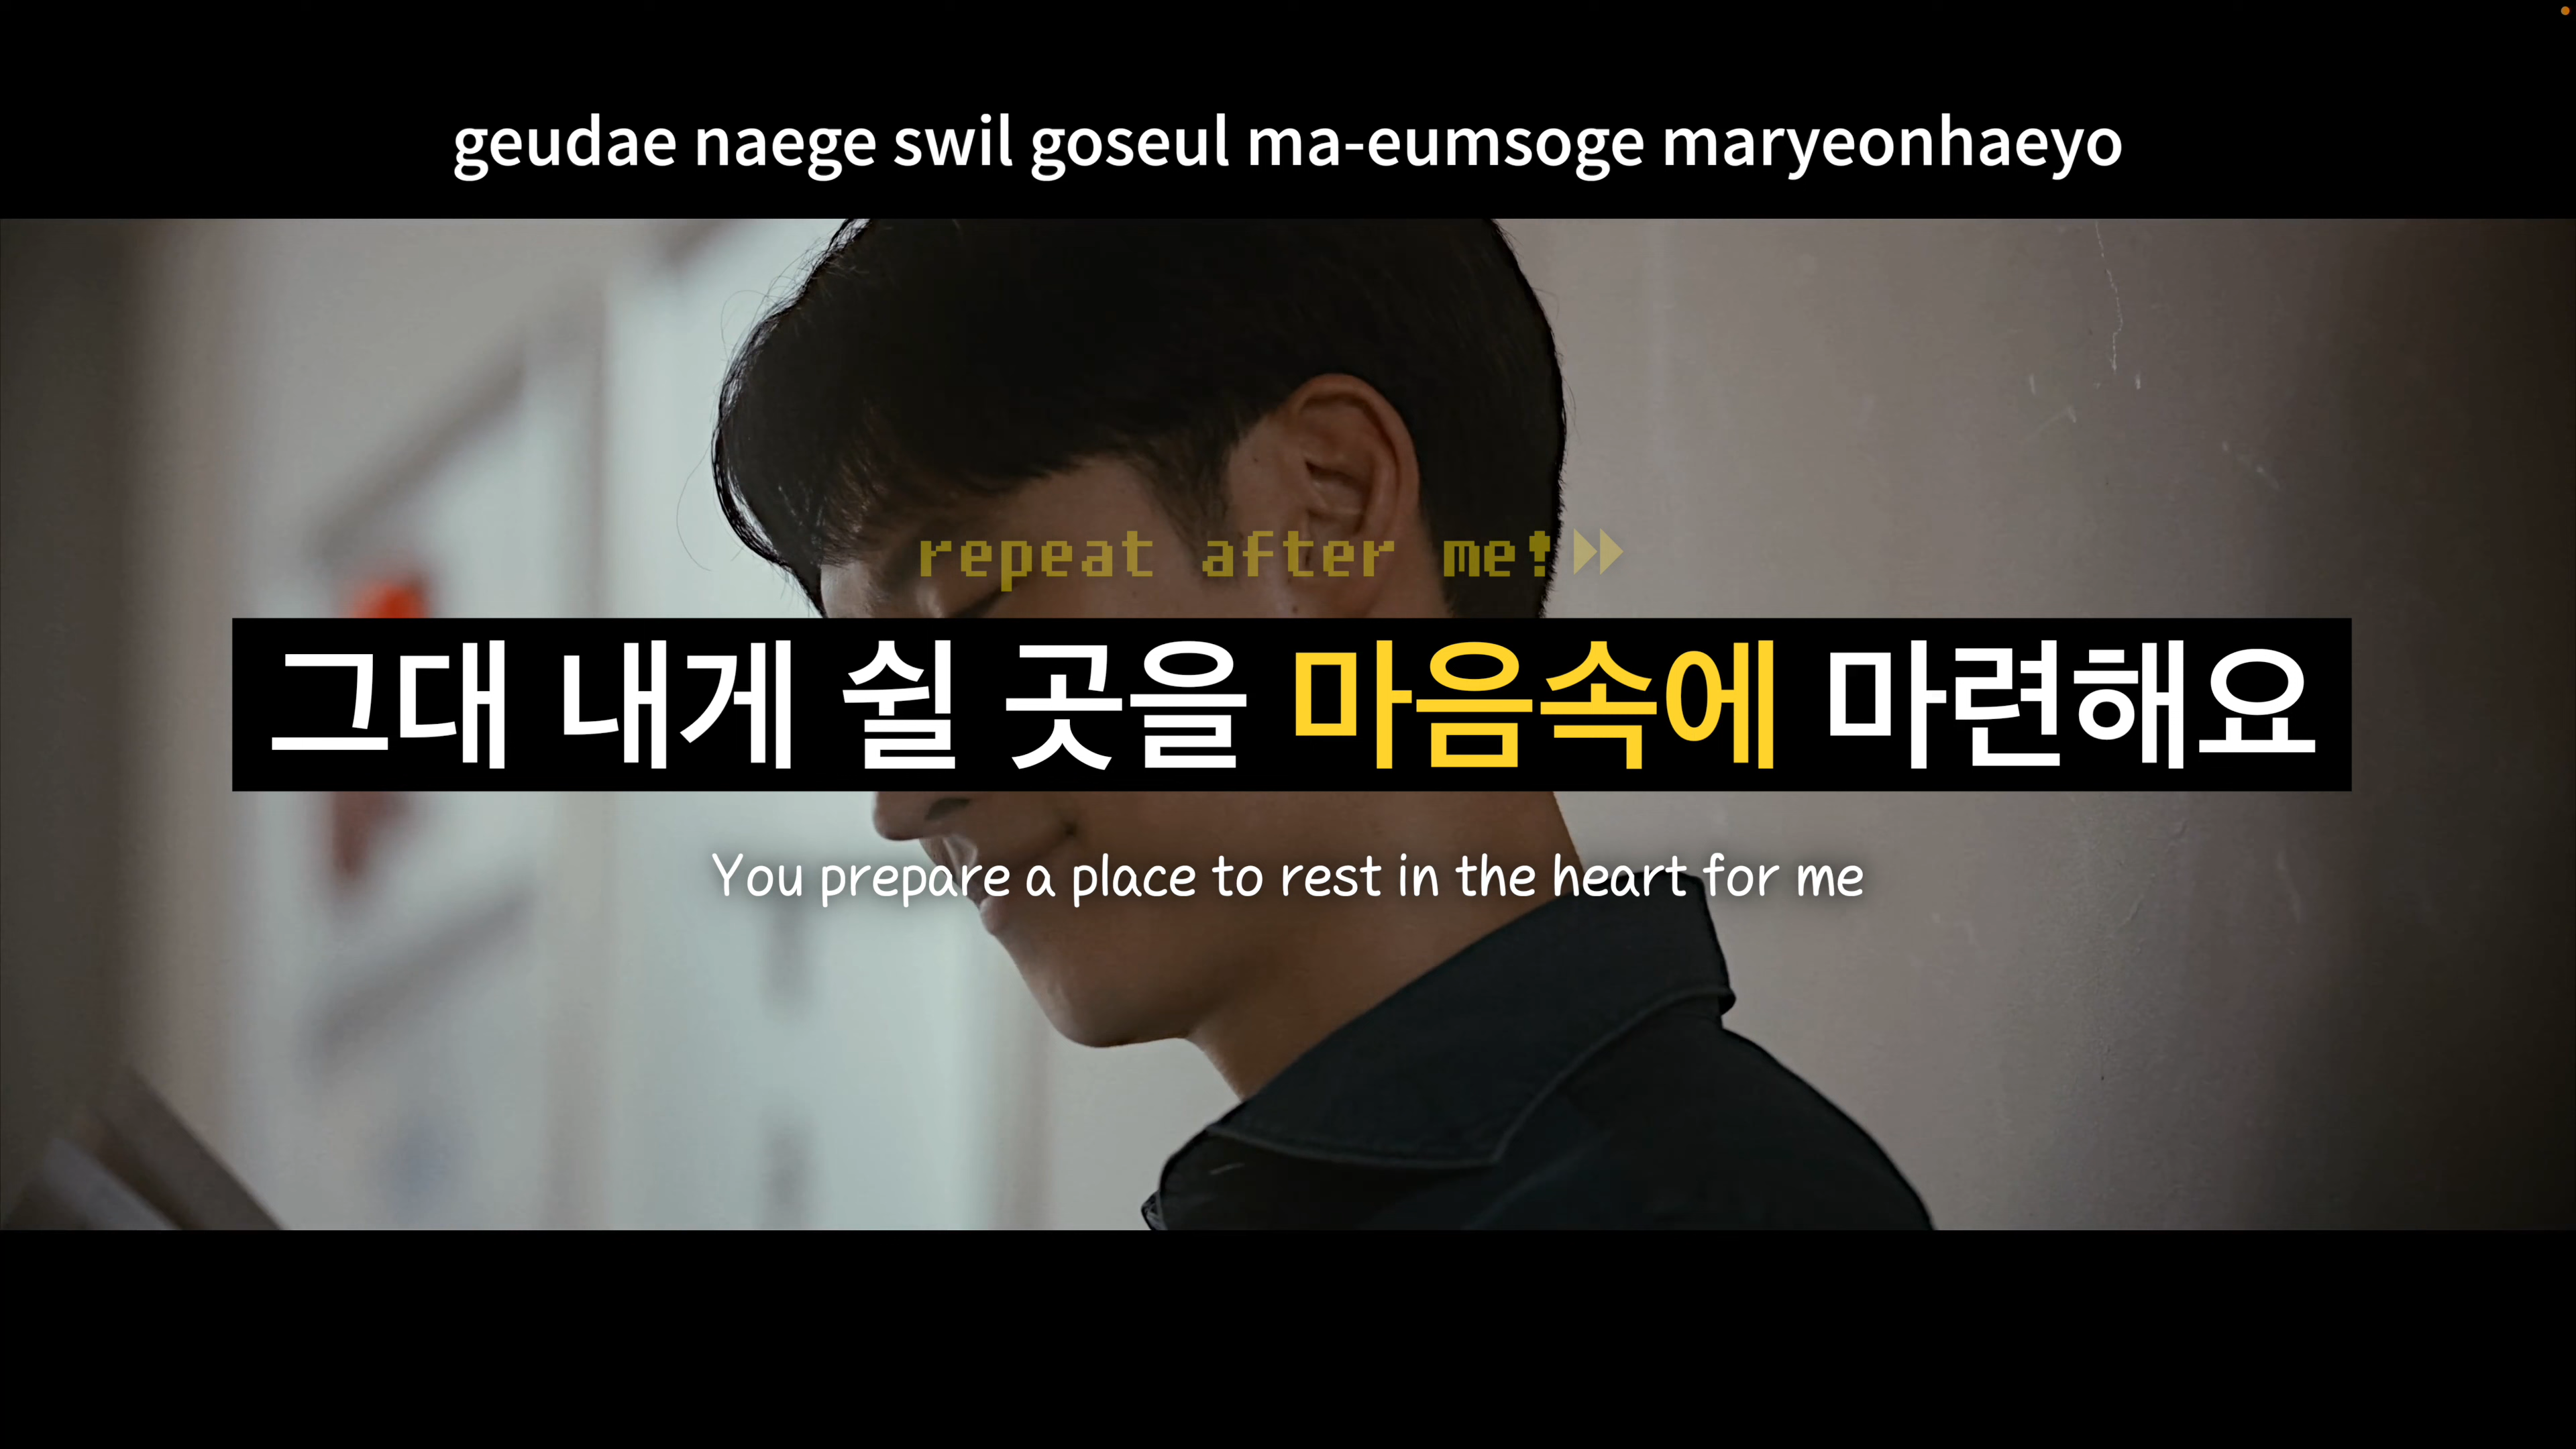 geudae naege swil goseul ma-eumsoge maryeonhaeyo
repeat after me!
그대 내게 쉴 곳을 마음속에 마련해요
You prepare a place to rest in the heart for me